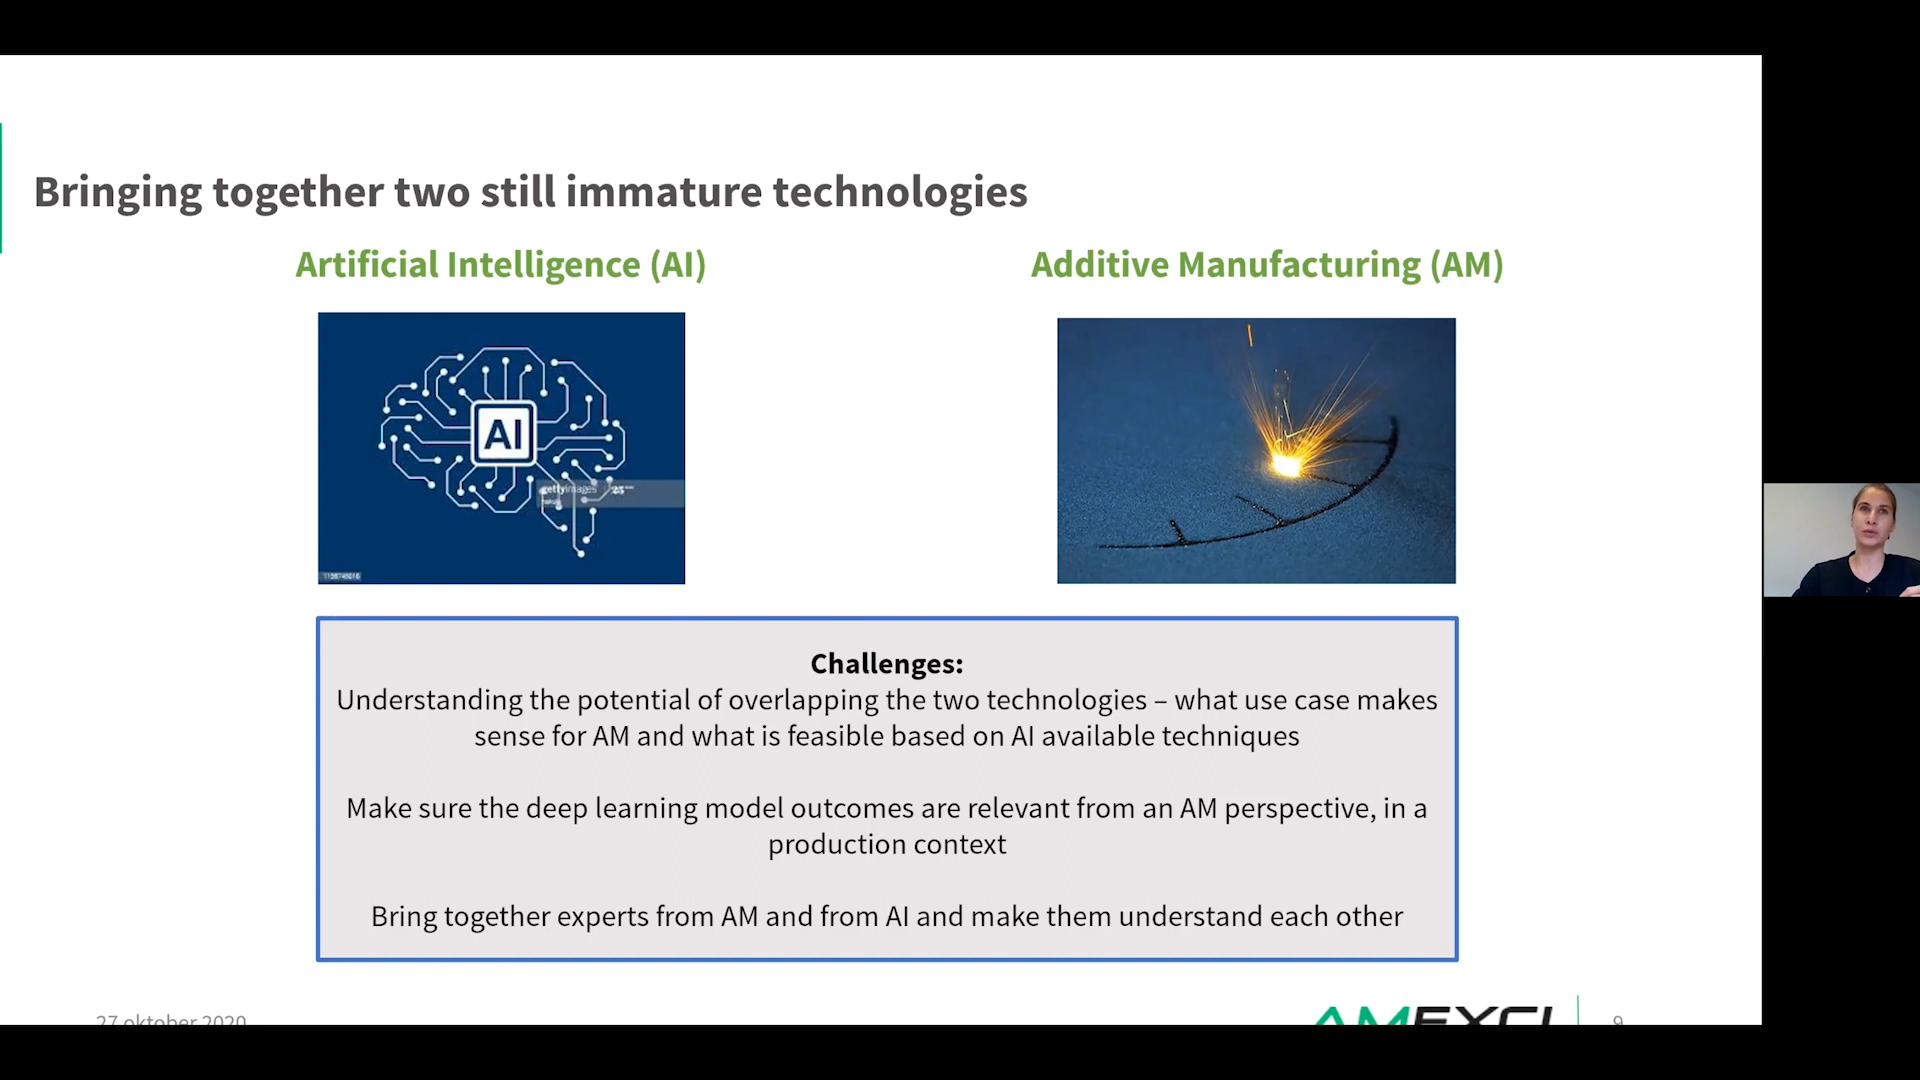 Bringing together two still immature technologies
Artificial Intelligence (AI)
Additive Manufacturing (AM)
AI
gettyimages
Challenges:
Understanding the potential of overlapping the two technologies – what use case makes
sense for AM and what is feasible based on AI available techniques
Make sure the deep learning model outcomes are relevant from an AM perspective, in a
production context
Bring together experts from AM and from AI and make them understand each other
27 oktober 2020
AMEXCI
9